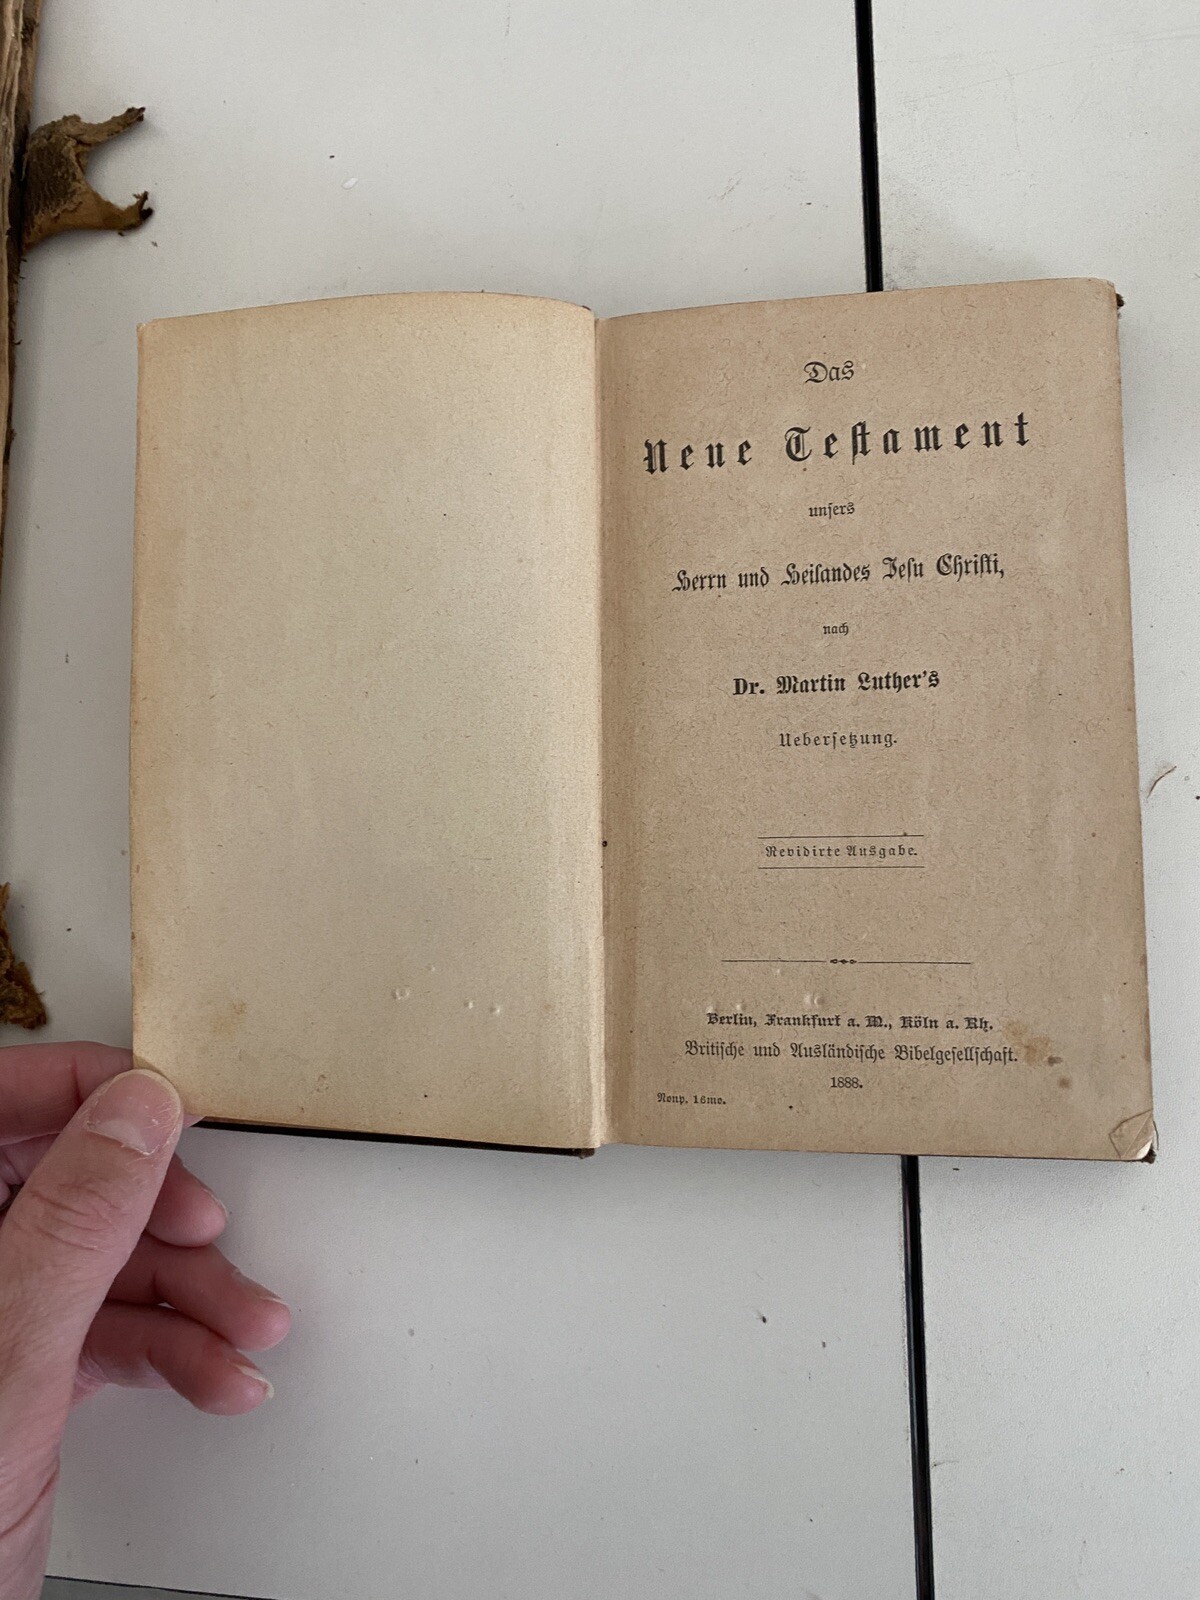 Das
Neue Testament
unsers
Herrn und Heilandes Jesu Christi,
nach
Dr. Martin Luther's
Uebersetzung.
Revidirte Ausgabe.
Berlin, Frankfurt a. M., Köln a. Rh.
Britische und Ausländische Bibelgesellschaft.
1888.
Nonp. 16mo.